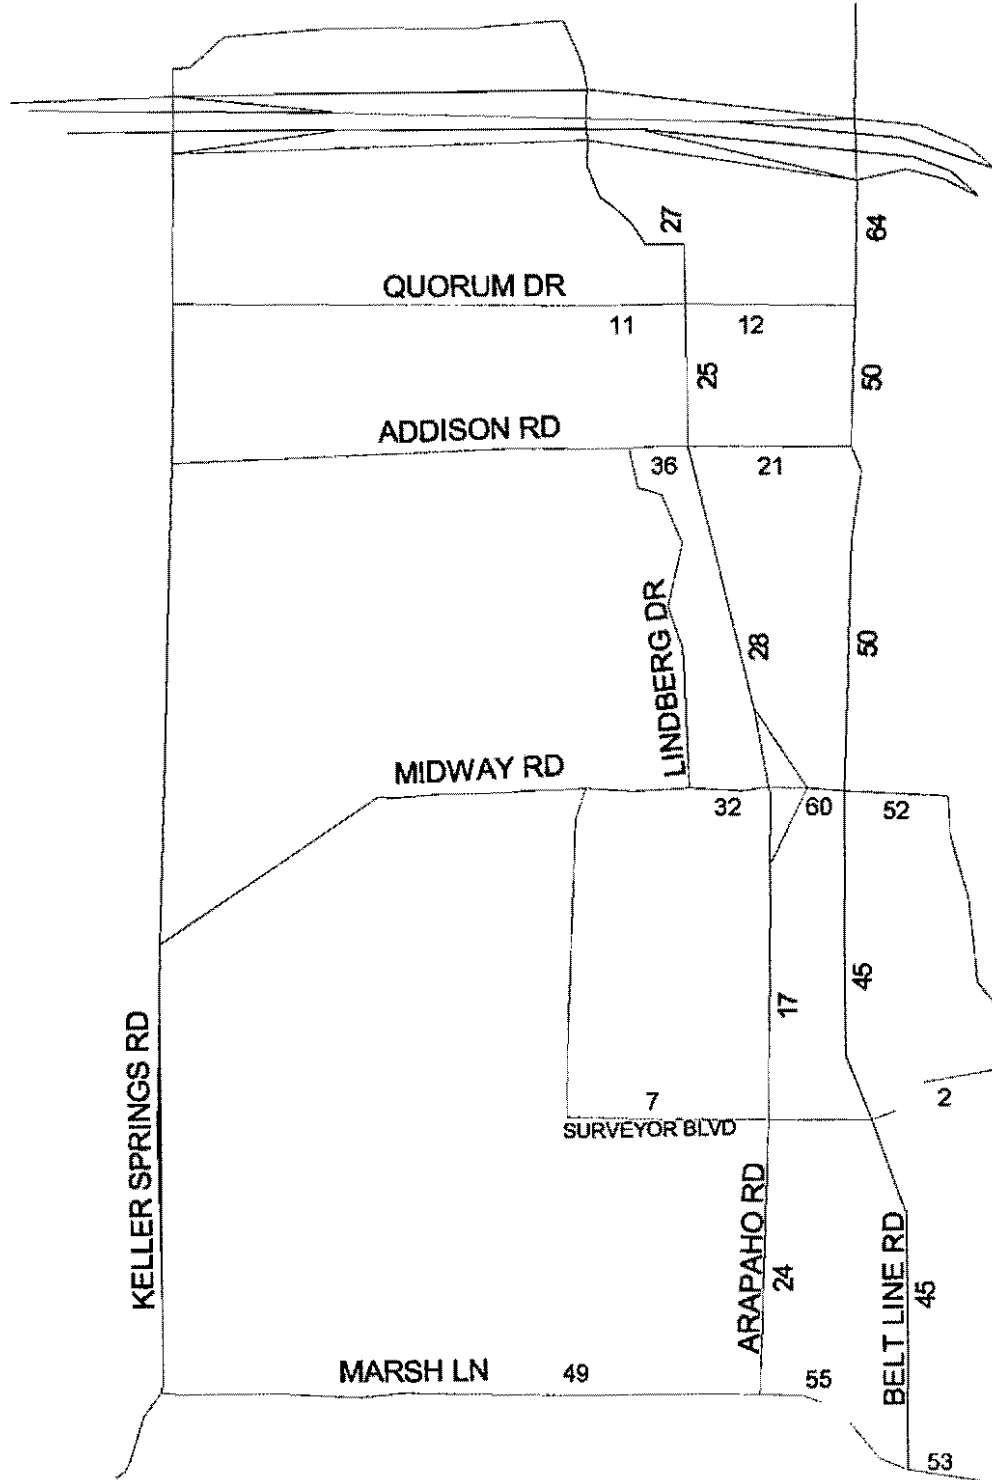 27
64
QUORUM DR
11
12
25
50
ADDISON RD
36
21
LINDBERG DR
28
50
MIDWAY RD
32
60
52
45
17
KELLER SPRINGS RD
7
2
SURVEYOR BLVD
ARAPAHO RD
24
BELT LINE RD
45
MARSH LN
49
55
53